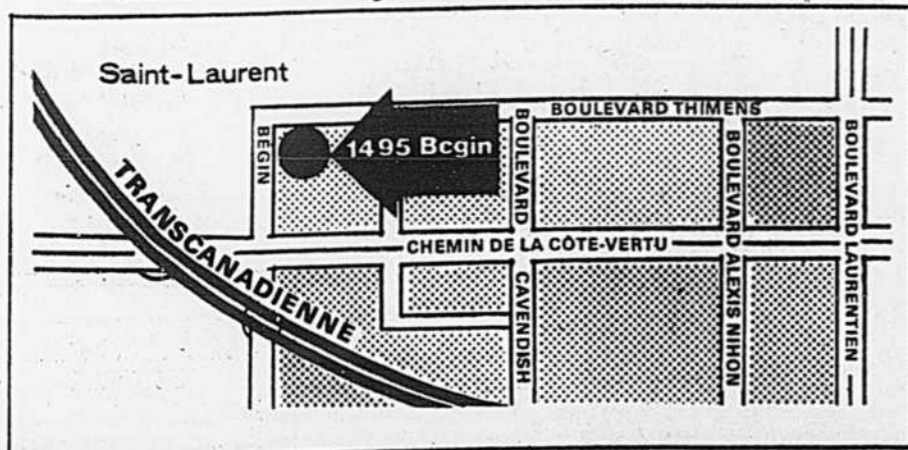 Saint-Laurent
BOULEVARD THIMENS
BEGIN
1495 Begin
BOULEVARD
CAVENDISH
BOULEVARD ALEXIS NIHON
BOULEVARD LAURENTIEN
CHEMIN DE LA CÔTE-VERTU
TRANSCANADIENNE